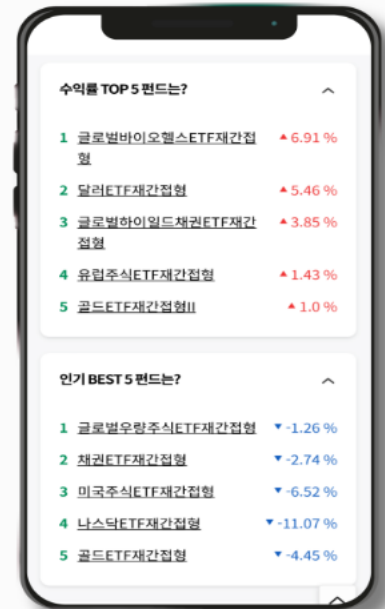 수익률 TOP 5 펀드는?
1 글로벌바이오헬스ETF재간접 ▲ 6.91 %
형
2 달러ETF재간접형 ▲ 5.46 %
3 글로벌하이일드채권ETF재간 ▲ 3.85 %
접형
4 유럽주식ETF재간접형 ▲ 1.43 %
5 골드ETF재간접형II ▲ 1.0 %
인기 BEST 5 펀드는?
1 글로벌우량주식ETF재간접형 ▼ -1.26 %
2 채권ETF재간접형 ▼ -2.74 %
3 미국주식ETF재간접형 ▼ -6.52 %
4 나스닥ETF재간접형 ▼ -11.07 %
5 골드ETF재간접형 ▼ -4.45 %